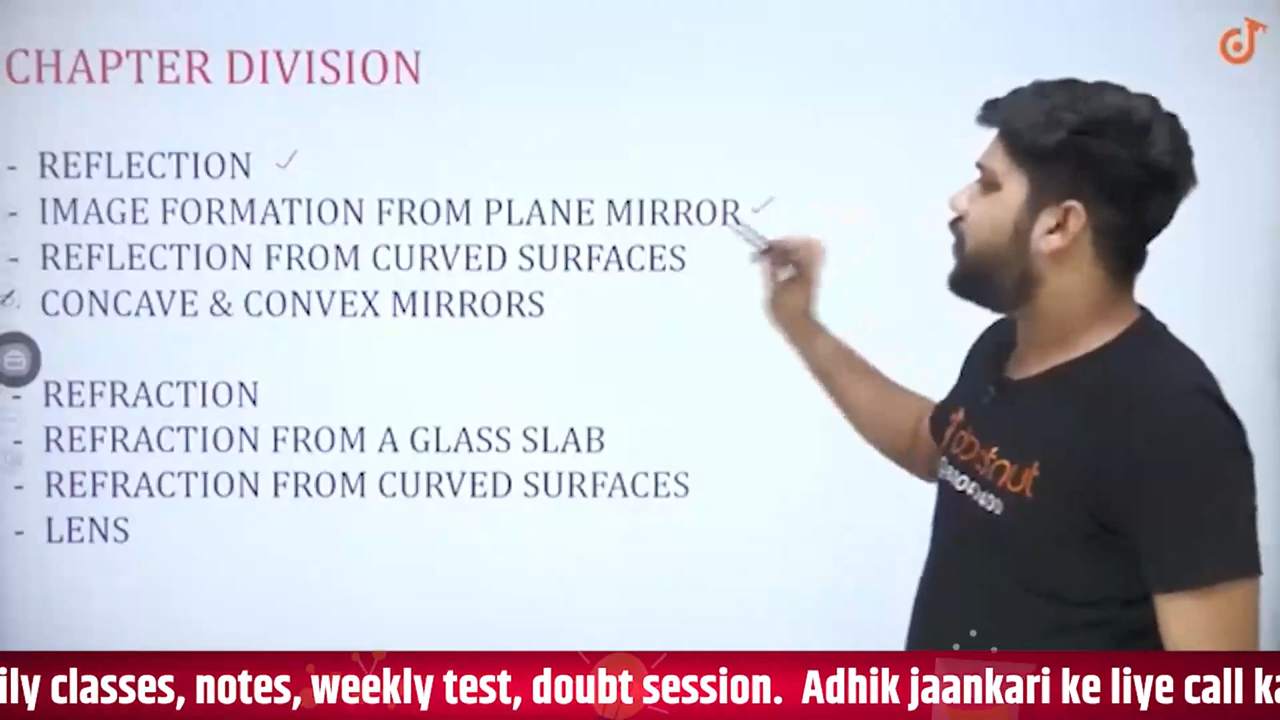 CHAPTER DIVISION
- REFLECTION ✓
- IMAGE FORMATION FROM PLANE MIRROR ✓
- REFLECTION FROM CURVED SURFACES
CONCAVE & CONVEX MIRRORS
- REFRACTION
- REFRACTION FROM A GLASS SLAB
- REFRACTION FROM CURVED SURFACES
- LENS
ily classes, notes, weekly test, doubt session. Adhik jaankari ke liye call ka